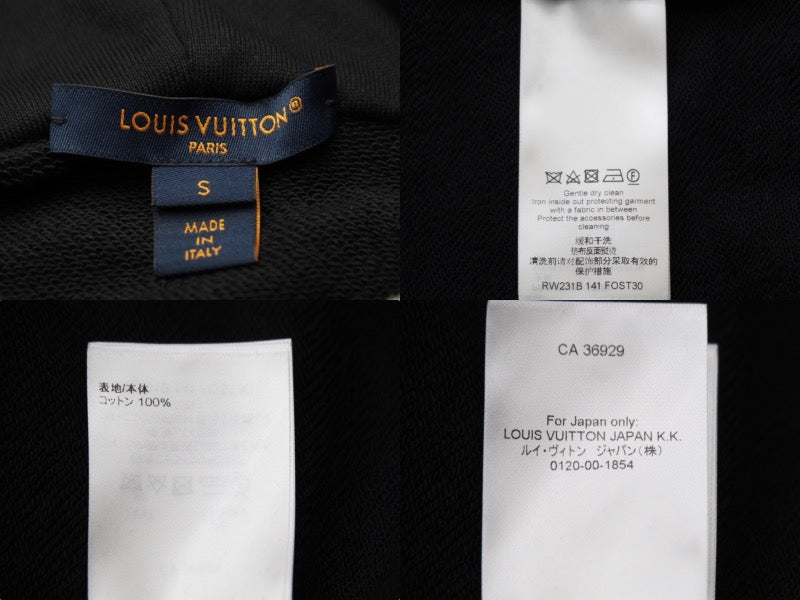 LOUIS VUITTON®
PARIS
S
MADE
IN
ITALY
Gentle dry clean
Iron inside out protecting garment
with a fabric in between
Protect the accessories before
cleaning
缓和干洗
垫布反面熨烫
清洗前请对配饰部分采取有效的
保护措施
RW231B 141 FOST30
表地/本体
コットン 100%
CA 36929
For Japan only:
LOUIS VUITTON JAPAN K.K.
ルイ・ヴィトン ジャパン(株)
0120-00-1854